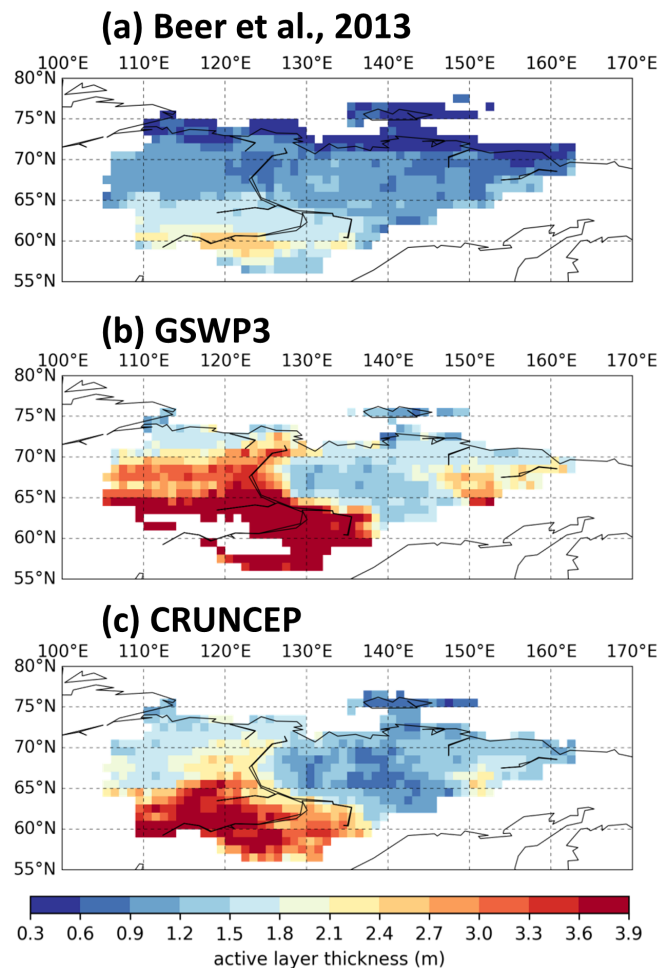 (a) Beer et al., 2013
100°E 110°E 120°E 130°E 140°E 150°E 160°E 170°E
80°N
75°N
70°N
65°N
60°N
55°N
(b) GSWP3
100°E 110°E 120°E 130°E 140°E 150°E 160°E 170°E
80°N
75°N
70°N
65°N
60°N
55°N
(c) CRUNCEP
100°E 110°E 120°E 130°E 140°E 150°E 160°E 170°E
80°N
75°N
70°N
65°N
60°N
55°N
0.3 0.6 0.9 1.2 1.5 1.8 2.1 2.4 2.7 3.0 3.3 3.6 3.9
active layer thickness (m)